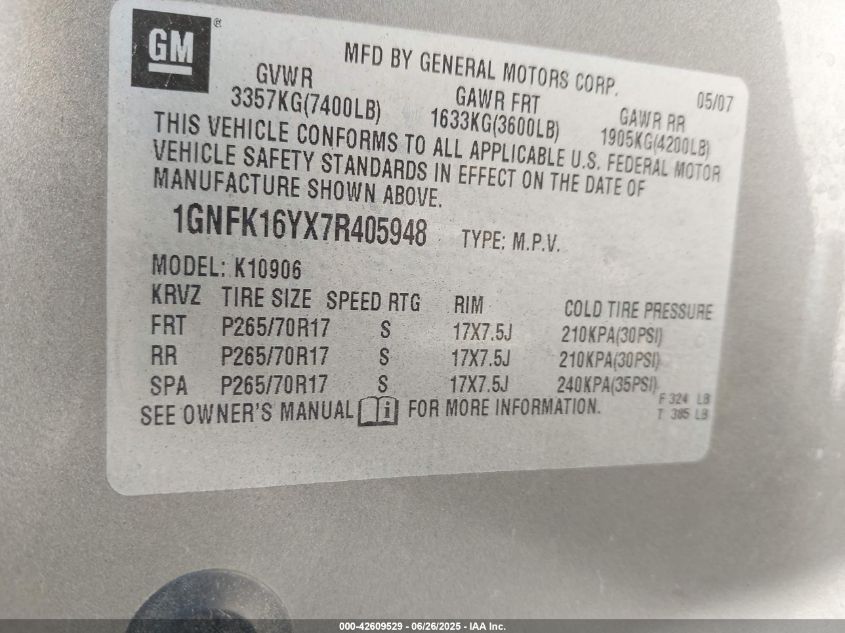 GM®
MFD BY GENERAL MOTORS CORP.
05/07
GVWR GAWR FRT GAWR RR
3357KG(7400LB) 1633KG(3600LB) 1905KG(4200LB)
THIS VEHICLE CONFORMS TO ALL APPLICABLE U.S. FEDERAL MOTOR
VEHICLE SAFETY STANDARDS IN EFFECT ON THE DATE OF
MANUFACTURE SHOWN ABOVE.
1GNFK16YX7R405948 TYPE: M.P.V.
MODEL: K10906
KRVZ TIRE SIZE SPEED RTG RIM COLD TIRE PRESSURE
FRT P265/70R17 S 17X7.5J 210KPA(30PSI)
RR P265/70R17 S 17X7.5J 210KPA(30PSI)
SPA P265/70R17 S 17X7.5J 240KPA(35PSI)
SEE OWNER'S MANUAL i FOR MORE INFORMATION.
F 324 LB
T 385 LB
000-42609529 - 06/26/2025 - IAA Inc.